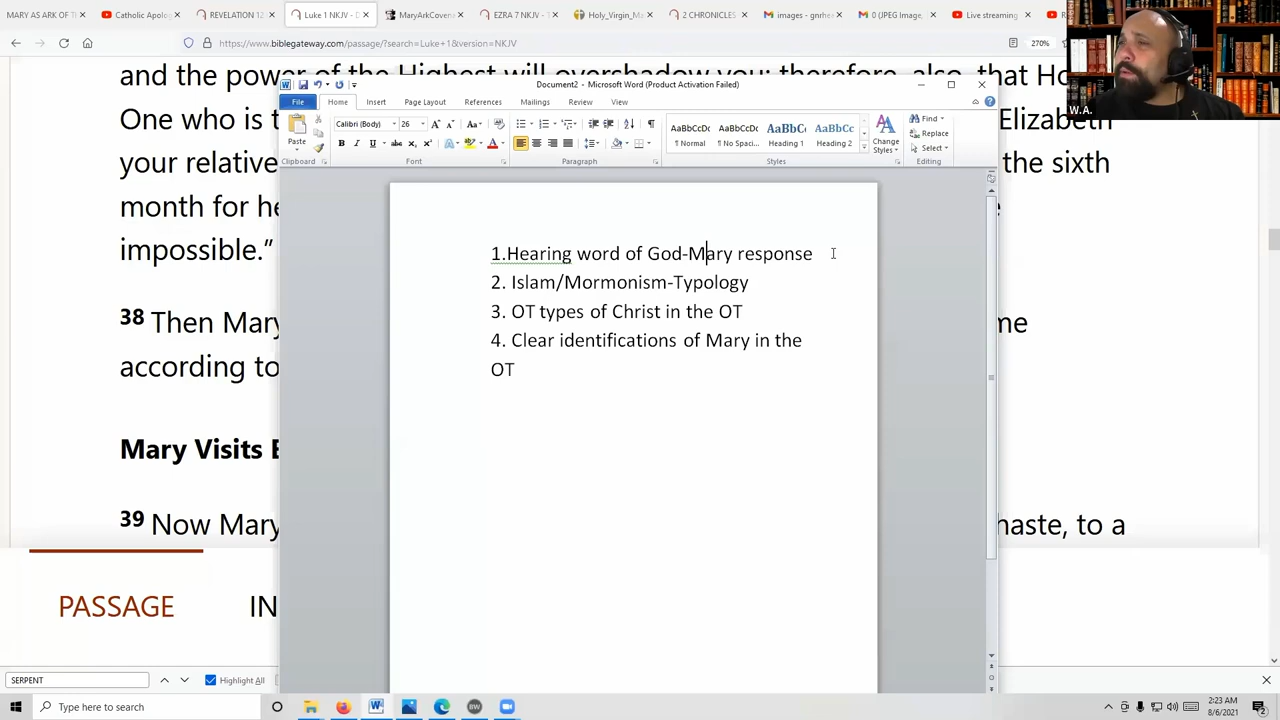 MARY AS ARK OF T
Catholic Apolog
REVELATION
Luke 1 NKJV - D
MaryArkCoven
EZRA 7 NKJV
Holy_Virgin_M
2 CHRONICLES
images
0 (JPEG Image,
Live streaming
https://www.biblegateway.com/passage/?search=Luke+1&version=NKJV
270%
W.A.
and the power of the Highest will overshadow you; therefore, also, that Ho
One who is t
Elizabeth
your relative
the sixth
month for he
impossible.”
38 Then Mary
me
according to
Mary Visits E
39 Now Mary
haste, to a
PASSAGE
IN
Document2 - Microsoft Word (Product Activation Failed)
File
Home
Insert
Page Layout
References
Mailings
Review
View
Paste
Calibri (Body)
26
AaBbCcDc
AaBbCcDc
AaBbC
AaBbCc
¶ Normal
¶ No Spaci...
Heading 1
Heading 2
Change
Styles
Find
Replace
Select
Clipboard
Font
Paragraph
Styles
Editing
1.Hearing word of God-Mary response
2. Islam/Mormonism-Typology
3. OT types of Christ in the OT
4. Clear identifications of Mary in the
OT
SERPENT
Highlight All
Type here to search
2:23 AM
8/6/2021